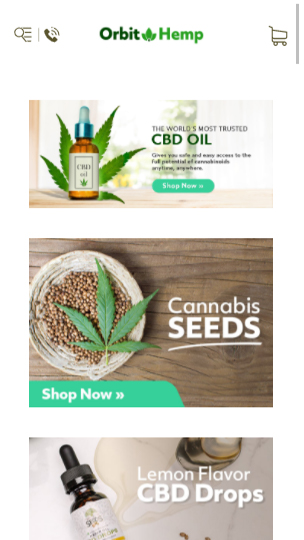 Orbit Hemp
THE WORLD'S MOST TRUSTED
CBD OIL
Gives you safe and easy access to the
full potential of cannabinoids
anytime, anywhere.
Shop Now »
CBD
oil
Cannabis
SEEDS
Shop Now »
Lemon Flavor
CBD Drops